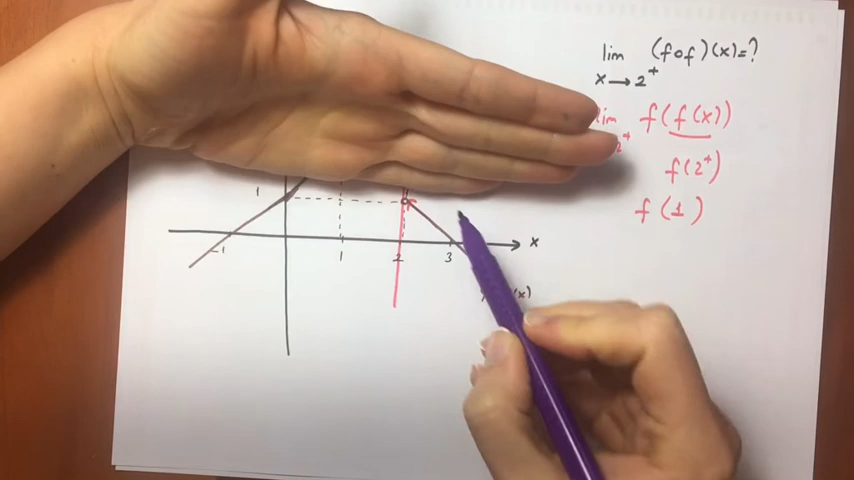 lim (fof)(x)=?
x→2⁺
f(f(x))
f(2⁺)
f(1)
1
x
-1
1
2
3